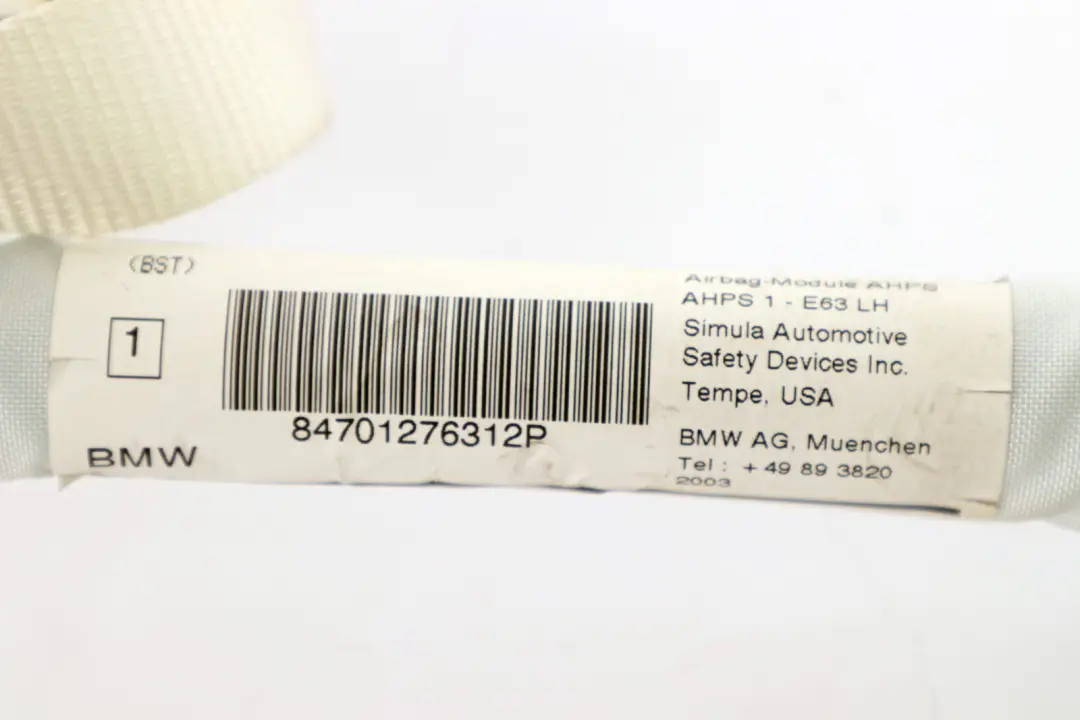 (BST)
1
BMW
84701276312P
Airbag-Module AHPS
AHPS 1 - E63 LH
Simula Automotive
Safety Devices Inc.
Tempe, USA
BMW AG, Muenchen
Tel : + 49 89 3820
2003